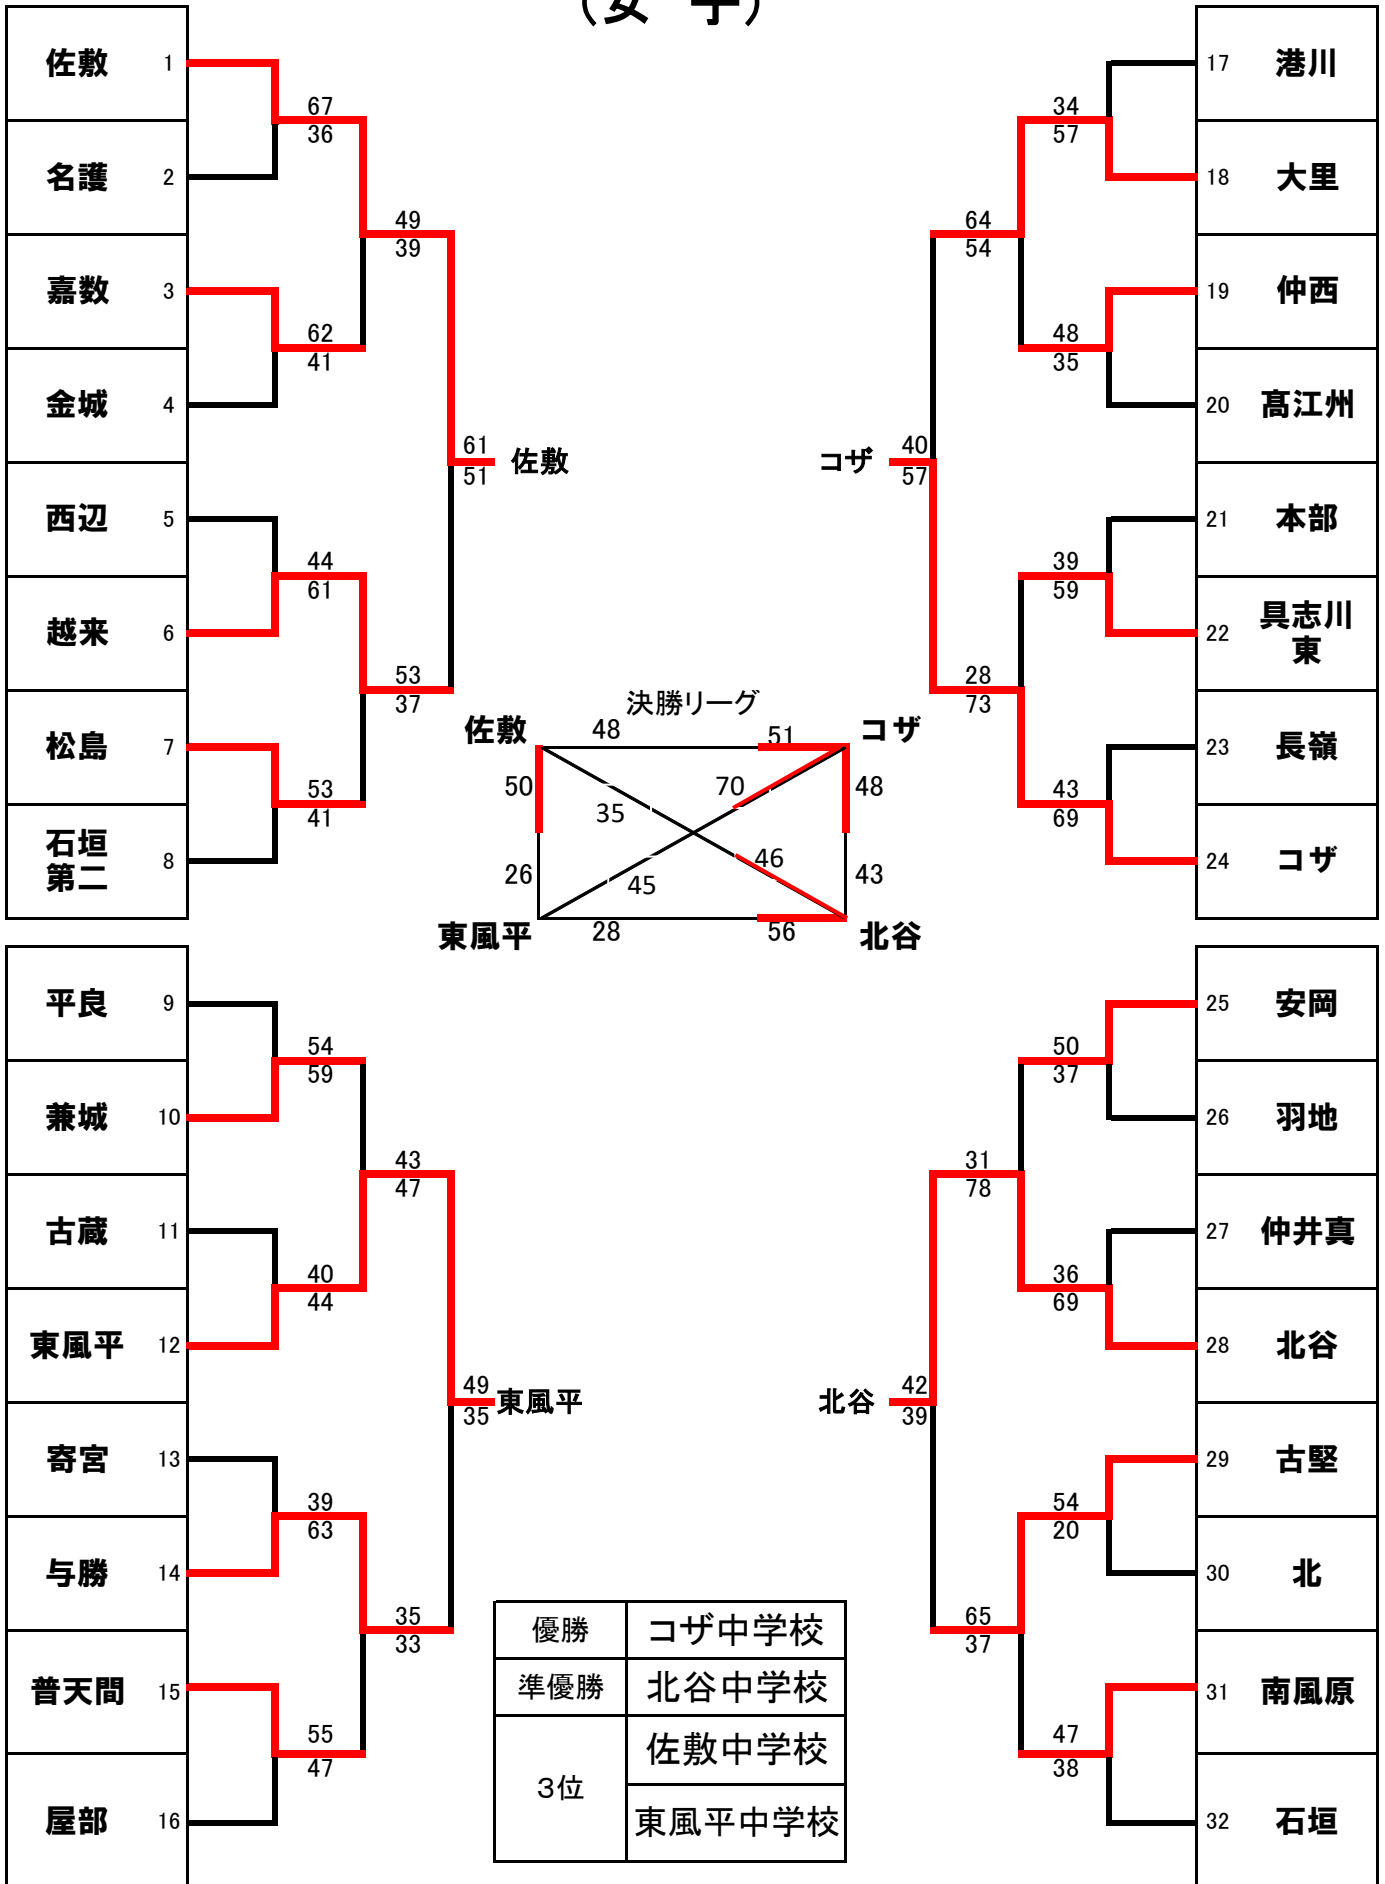 （女　子）
佐敷 1
名護 2
嘉数 3
金城 4
西辺 5
越来 6
松島 7
石垣
第二 8
67
36
62
41
44
61
53
41
49
39
53
37
61
51
佐敷
平良 9
兼城 10
古蔵 11
東風平 12
寄宮 13
与勝 14
普天間 15
屋部 16
54
59
40
44
39
63
55
47
43
47
35
33
49
35
東風平
決勝リーグ
佐敷
48
51
コザ
50
35
70
48
26
45
46
43
東風平
28
56
北谷
17 港川
18 大里
19 仲西
20 髙江州
21 本部
22 具志川
東
23 長嶺
24 コザ
34
57
48
35
39
59
43
69
64
54
28
73
40
57
コザ
25 安岡
26 羽地
27 仲井真
28 北谷
29 古堅
30 北
31 南風原
32 石垣
50
37
36
69
54
20
47
38
31
78
65
37
42
39
北谷
優勝 コザ中学校
準優勝 北谷中学校
3位 佐敷中学校
東風平中学校